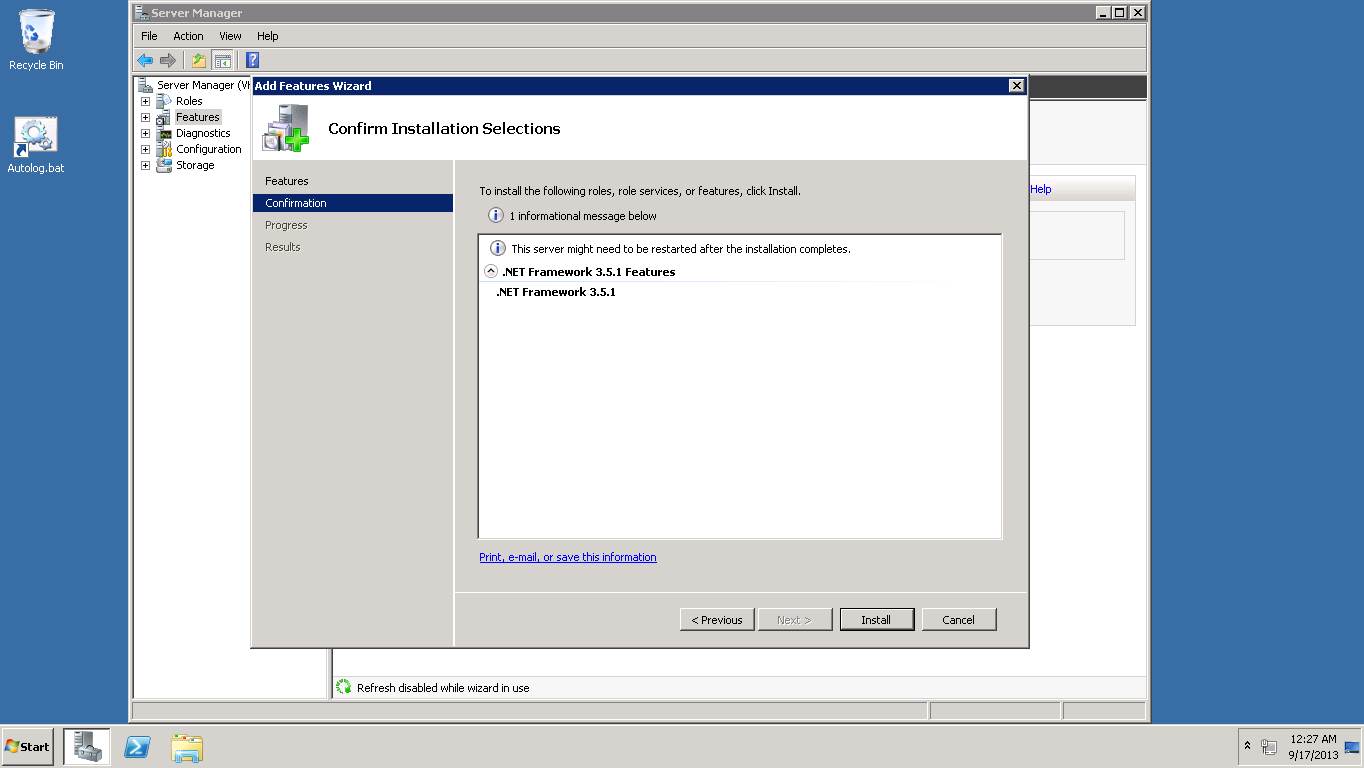 Recycle Bin
Autolog.bat
Server Manager
File Action View Help
Server Manager (V
Roles
Features
Diagnostics
Configuration
Storage
Add Features Wizard
Confirm Installation Selections
Features
Confirmation
Progress
Results
To install the following roles, role services, or features, click Install.
1 informational message below
This server might need to be restarted after the installation completes.
.NET Framework 3.5.1 Features
.NET Framework 3.5.1
Print, e-mail, or save this information
< Previous Next > Install Cancel
Help
Refresh disabled while wizard in use
Start
12:27 AM
9/17/2013